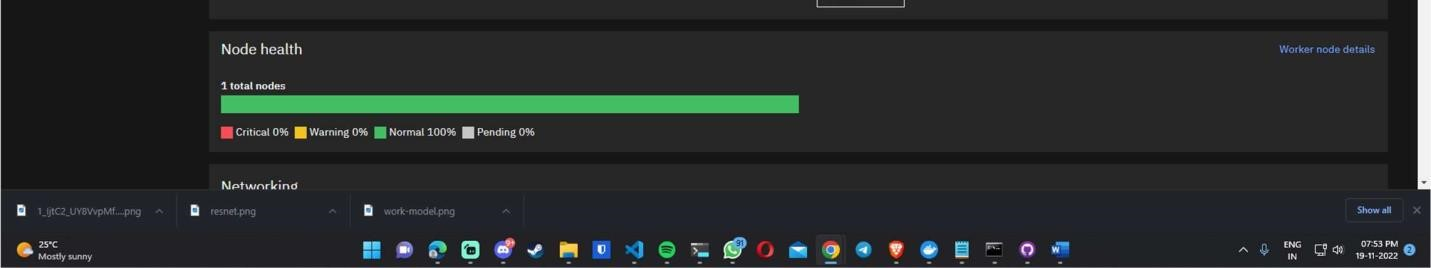 Node health
Worker node details
1 total nodes
Critical 0% Warning 0% Normal 100% Pending 0%
Networking
1_ljtC2_UY8VvpMf....png
resnet.png
work-model.png
Show all
25°C
Mostly sunny
9+
91
ENG
IN
07:53 PM
19-11-2022
2